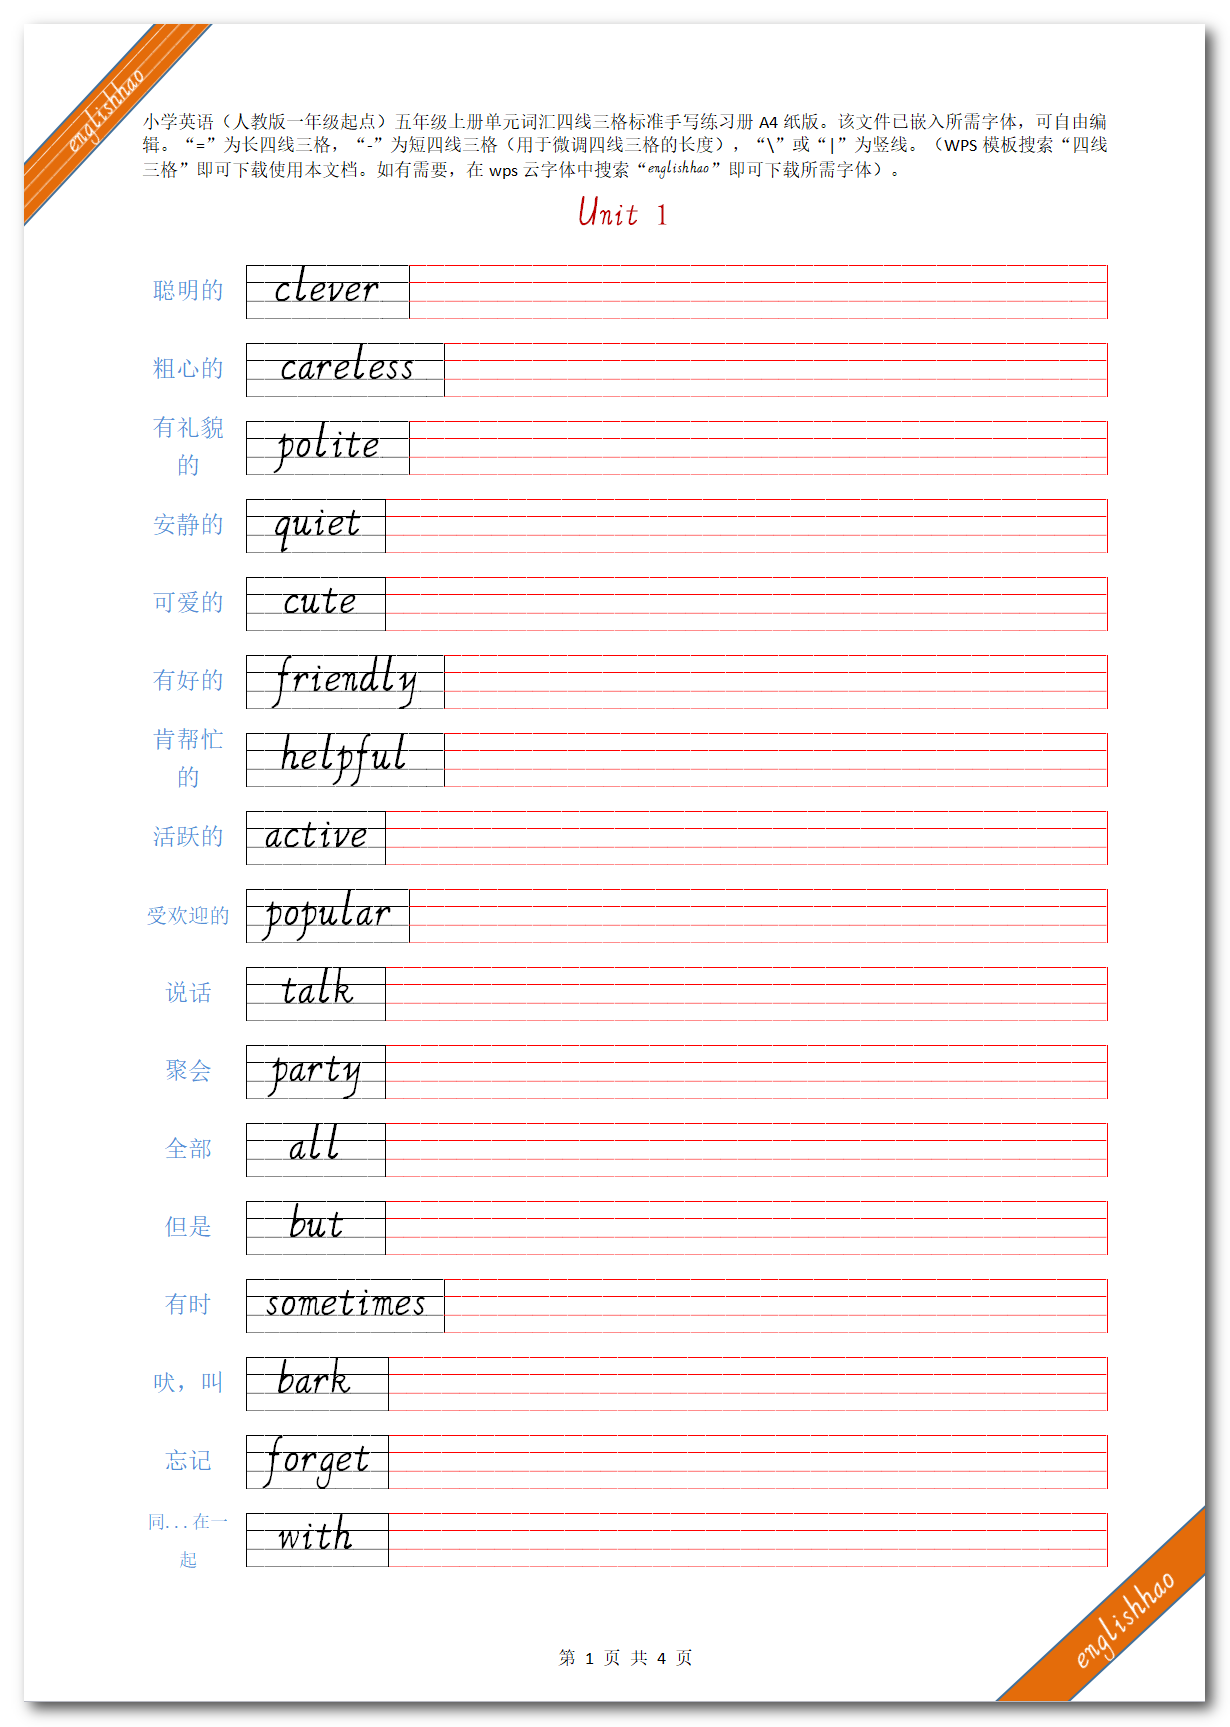 englishhao
小学英语（人教版一年级起点）五年级上册单元词汇四线三格标准手写练习册 A4 纸版。该文件已嵌入所需字体，可自由编
辑。“=”为长四线三格，“-”为短四线三格（用于微调四线三格的长度），“\”或“|”为竖线。（WPS 模板搜索“四线
三格”即可下载使用本文档。如有需要，在 wps 云字体中搜索“englishhao”即可下载所需字体）。
Unit 1
聪明的 clever
粗心的 careless
有礼貌
的 polite
安静的 quiet
可爱的 cute
有好的 friendly
肯帮忙
的 helpful
活跃的 active
受欢迎的 popular
说话 talk
聚会 party
全部 all
但是 but
有时 sometimes
吠，叫 bark
忘记 forget
同...在一
起 with
englishhao
第 1 页 共 4 页